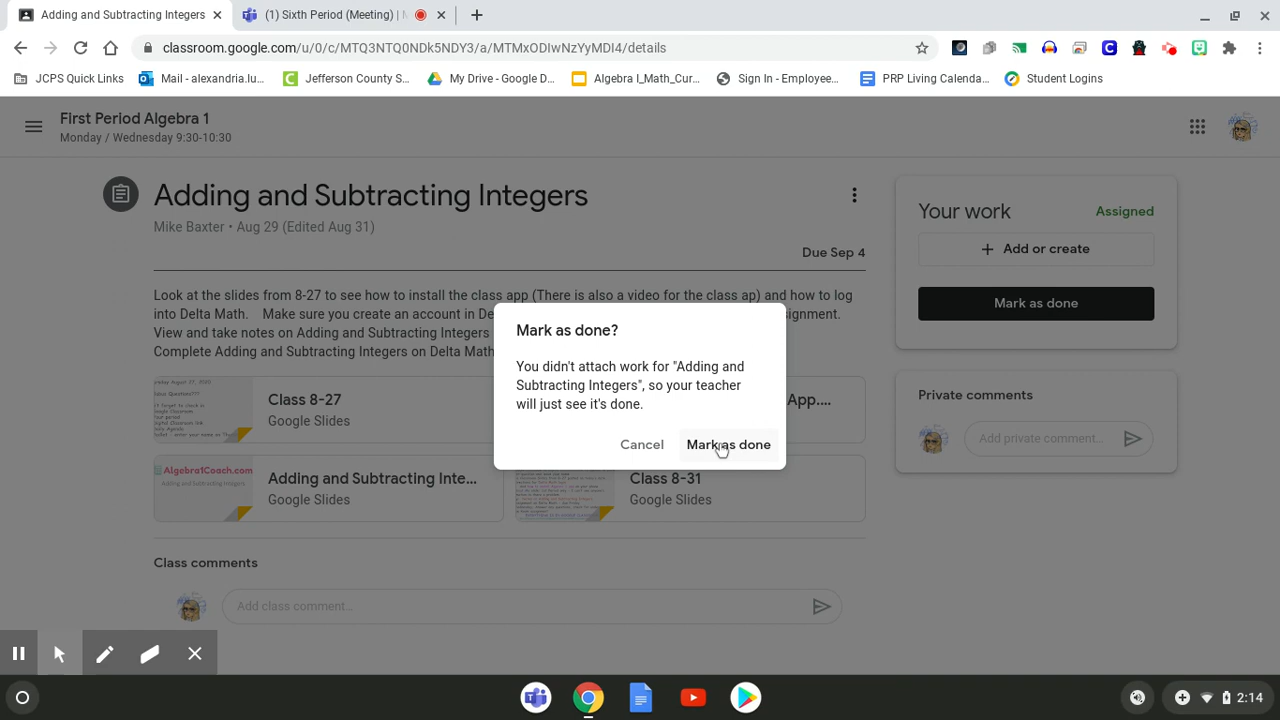 Adding and Subtracting Integers
(1) Sixth Period (Meeting) |
classroom.google.com/u/0/c/MTQ3NTQ0NDk5NDY3/a/MTMxODIwNzYyMDI4/details
JCPS Quick Links
Mail - alexandria.lu...
Jefferson County S...
My Drive - Google D...
Algebra I_Math_Cur...
Sign In - Employee...
PRP Living Calenda...
Student Logins
First Period Algebra 1
Monday / Wednesday 9:30-10:30
Adding and Subtracting Integers
Mike Baxter • Aug 29 (Edited Aug 31)
Due Sep 4
Look at the slides from 8-27 to see how to install the class app (There is also a video for the class ap) and how to log
into Delta Math. Make sure you create an account in De signment.
View and take notes on Adding and Subtracting Integers
Complete Adding and Subtracting Integers on Delta Math
Class 8-27
Google Slides
App....
Algebra1Coach.com
Adding and Subtracting Integers
Adding and Subtracting Inte...
Google Slides
Class 8-31
Google Slides
Class comments
Add class comment...
Your work
Assigned
+ Add or create
Mark as done
Private comments
Add private comment...
Mark as done?
You didn't attach work for "Adding and
Subtracting Integers", so your teacher
will just see it's done.
Cancel
Mark as done
2:14